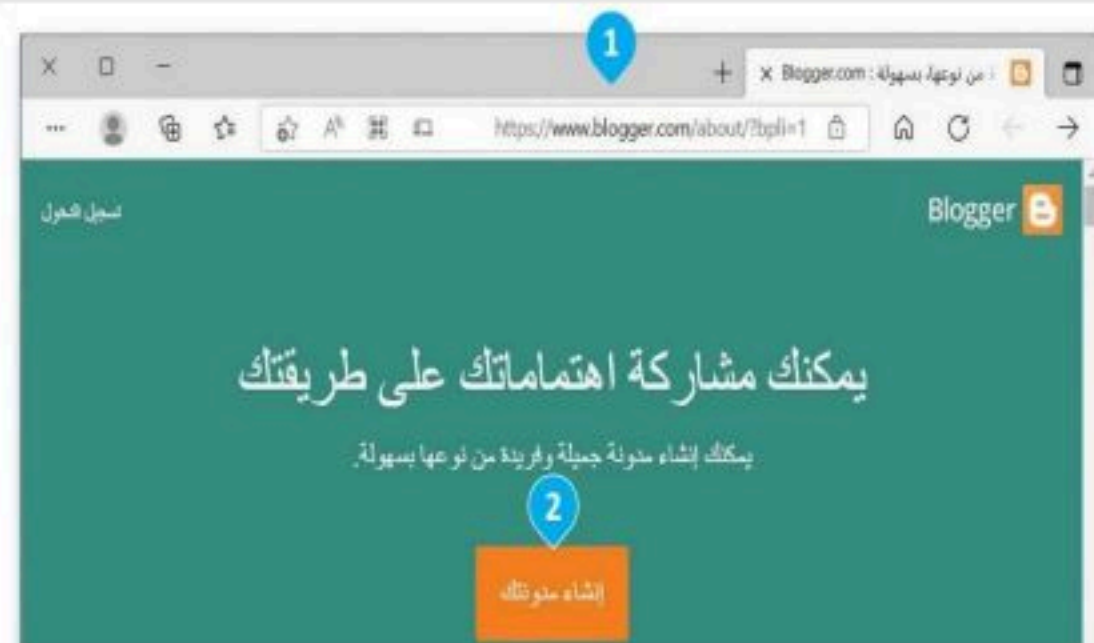 1
من نوعها، بسهولة : Blogger.com
https://www.blogger.com/about/?bpli=1
Blogger
تسجيل الدخول
يمكنك مشاركة اهتماماتك على طريقتك
يمكنك إنشاء مدونة جميلة وفريدة من نوعها بسهولة.
2
إنشاء مدونتك